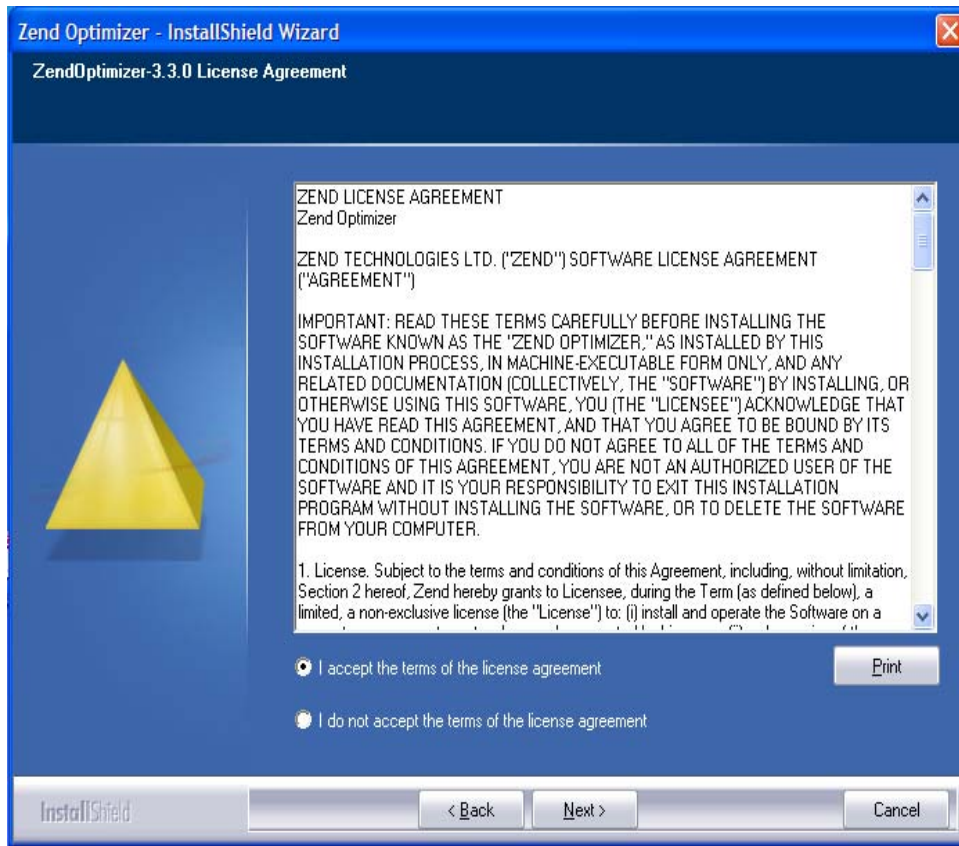 Zend Optimizer - InstallShield Wizard
ZendOptimizer-3.3.0 License Agreement
ZEND LICENSE AGREEMENT
Zend Optimizer
ZEND TECHNOLOGIES LTD. ("ZEND") SOFTWARE LICENSE AGREEMENT
("AGREEMENT")
IMPORTANT: READ THESE TERMS CAREFULLY BEFORE INSTALLING THE
SOFTWARE KNOWN AS THE "ZEND OPTIMIZER," AS INSTALLED BY THIS
INSTALLATION PROCESS, IN MACHINE-EXECUTABLE FORM ONLY, AND ANY
RELATED DOCUMENTATION (COLLECTIVELY, THE "SOFTWARE") BY INSTALLING, OR
OTHERWISE USING THIS SOFTWARE, YOU (THE "LICENSEE") ACKNOWLEDGE THAT
YOU HAVE READ THIS AGREEMENT, AND THAT YOU AGREE TO BE BOUND BY ITS
TERMS AND CONDITIONS. IF YOU DO NOT AGREE TO ALL OF THE TERMS AND
CONDITIONS OF THIS AGREEMENT, YOU ARE NOT AN AUTHORIZED USER OF THE
SOFTWARE AND IT IS YOUR RESPONSIBILITY TO EXIT THIS INSTALLATION
PROGRAM WITHOUT INSTALLING THE SOFTWARE, OR TO DELETE THE SOFTWARE
FROM YOUR COMPUTER.
1. License. Subject to the terms and conditions of this Agreement, including, without limitation,
Section 2 hereof, Zend hereby grants to Licensee, during the Term (as defined below), a
limited, a non-exclusive license (the "License") to: (i) install and operate the Software on a
I accept the terms of the license agreement
Print
I do not accept the terms of the license agreement
InstallShield
< Back
Next >
Cancel